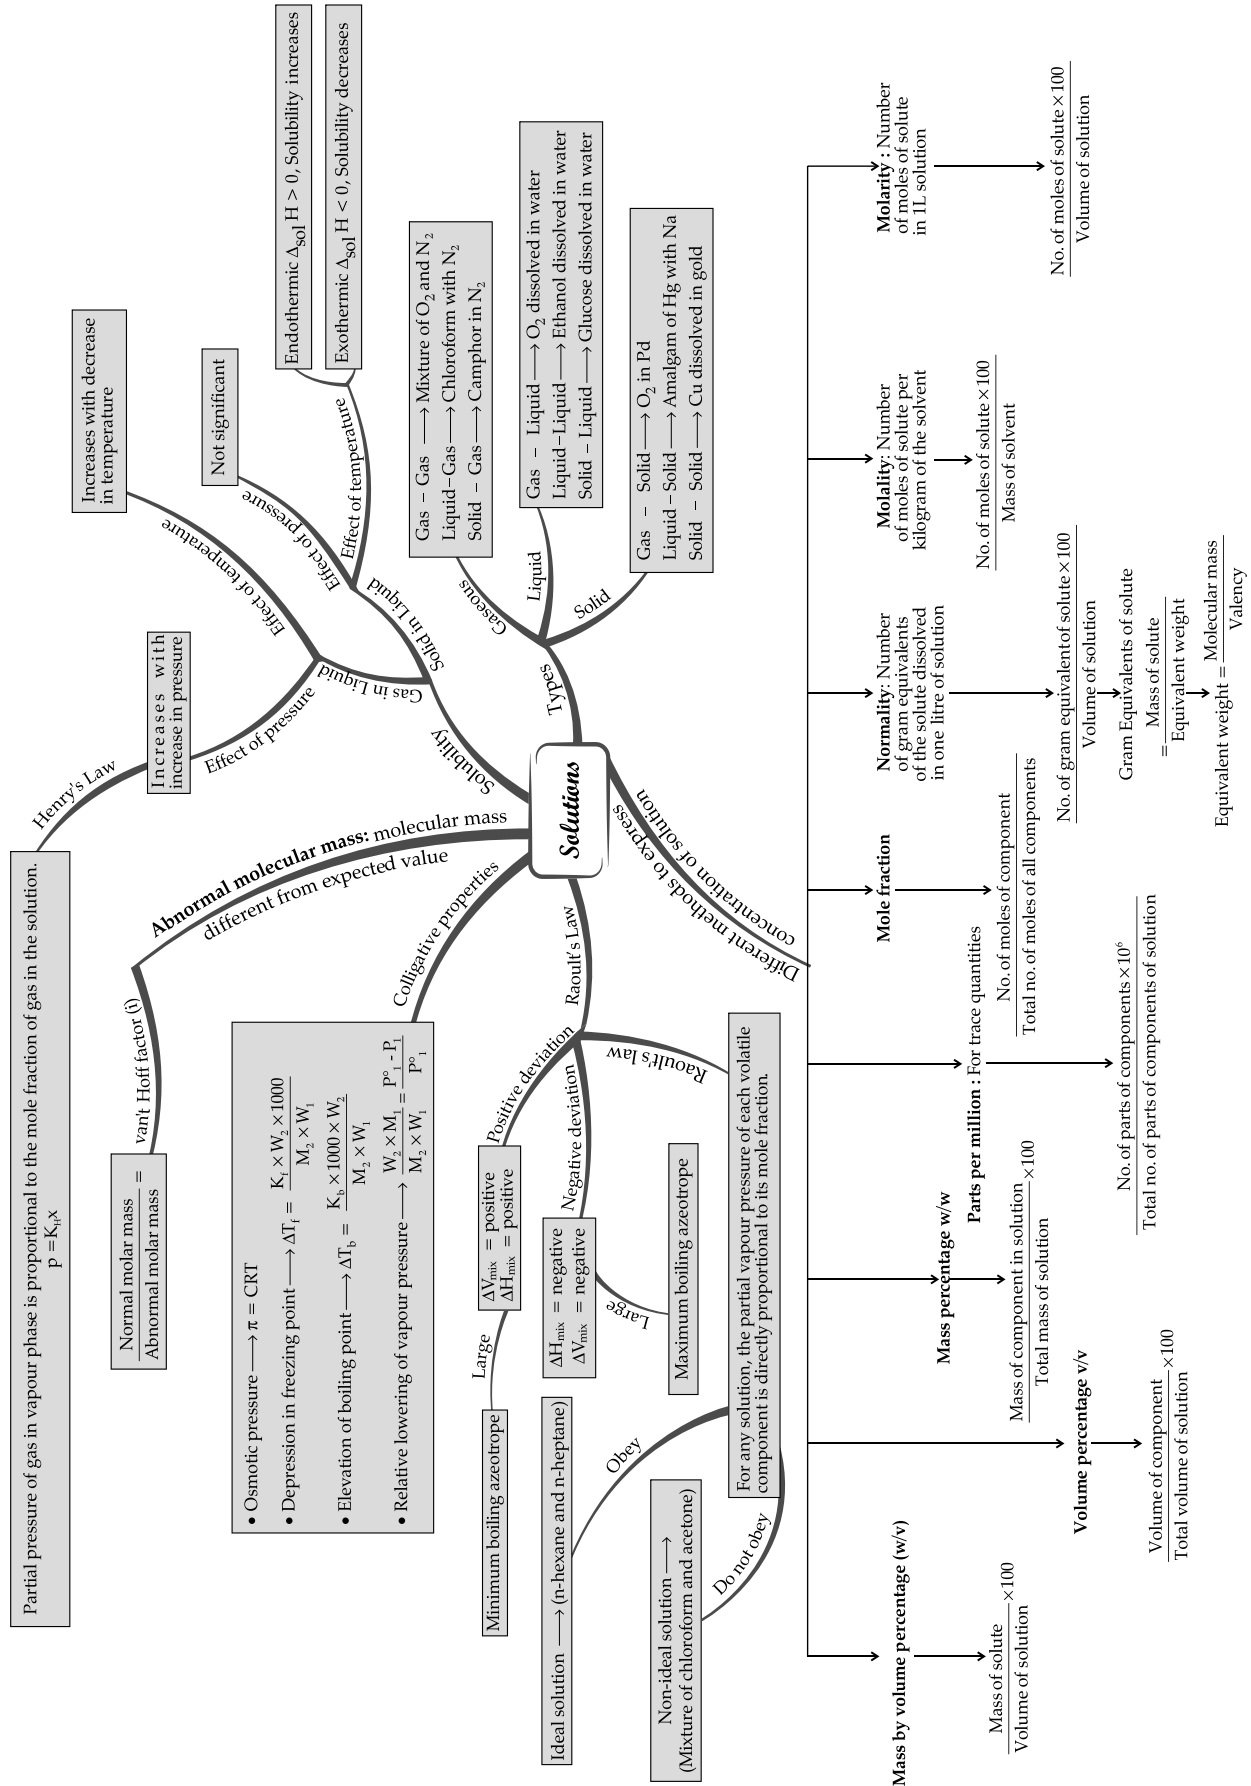 Solutions
Solubility
Gas in Liquid
Effect of pressure
Increases with
increase in pressure
Henry's Law
Partial pressure of gas in vapour phase is proportional to the mole fraction of gas in the solution.
p = K_H x
Effect of temperature
Increases with decrease
in temperature
Solid in Liquid
Effect of pressure
Not significant
Effect of temperature
Endothermic Δ_sol H > 0, Solubility increases
Exothermic Δ_sol H < 0, Solubility decreases
Types
Gaseous
Gas – Gas ⟶ Mixture of O₂ and N₂
Liquid–Gas ⟶ Chloroform with N₂
Solid – Gas ⟶ Camphor in N₂
Liquid
Gas – Liquid ⟶ O₂ dissolved in water
Liquid–Liquid ⟶ Ethanol dissolved in water
Solid – Liquid ⟶ Glucose dissolved in water
Solid
Gas – Solid ⟶ O₂ in Pd
Liquid – Solid ⟶ Amalgam of Hg with Na
Solid – Solid ⟶ Cu dissolved in gold
Abnormal molecular mass: molecular mass
different from expected value
van't Hoff factor (i)
Normal molar mass
Abnormal molar mass =
Colligative properties
• Osmotic pressure ⟶ π = CRT
• Depression in freezing point ⟶ ΔT_f = K_f × W₂ × 1000
M₂ × W₁
• Elevation of boiling point ⟶ ΔT_b = K_b × 1000 × W₂
M₂ × W₁
• Relative lowering of vapour pressure ⟶ W₂ × M₁ = P°₁ - P₁
M₂ × W₁ P°₁
Raoult's Law
Positive deviation
ΔV_mix = positive
ΔH_mix = positive
Large
Minimum boiling azeotrope
Negative deviation
ΔH_mix = negative
ΔV_mix = negative
Large
Maximum boiling azeotrope
Raoult's law
For any solution, the partial vapour pressure of each volatile
component is directly proportional to its mole fraction.
Obey
Ideal solution ⟶ (n-hexane and n-heptane)
Do not obey
Non-ideal solution ⟶
(Mixture of chloroform and acetone)
Different methods to express
concentration of solution
Mass by volume percentage (w/v)
Mass of solute
Volume of solution ×100
Volume percentage v/v
Volume of component
Total volume of solution ×100
Mass percentage w/w
Mass of component in solution
Total mass of solution ×100
Parts per million : For trace quantities
No. of parts of components ×10⁶
Total no. of parts of components of solution
Mole fraction
No. of moles of component
Total no. of moles of all components
Normality: Number
of gram equivalents
of the solute dissolved
in one litre of solution
No. of gram equivalent of solute ×100
Volume of solution
Gram Equivalents of solute
= Mass of solute
Equivalent weight
Equivalent weight = Molecular mass
Valency
Molality: Number
of moles of solute per
kilogram of the solvent
No. of moles of solute ×100
Mass of solvent
Molarity : Number
of moles of solute
in 1L solution
No. of moles of solute ×100
Volume of solution